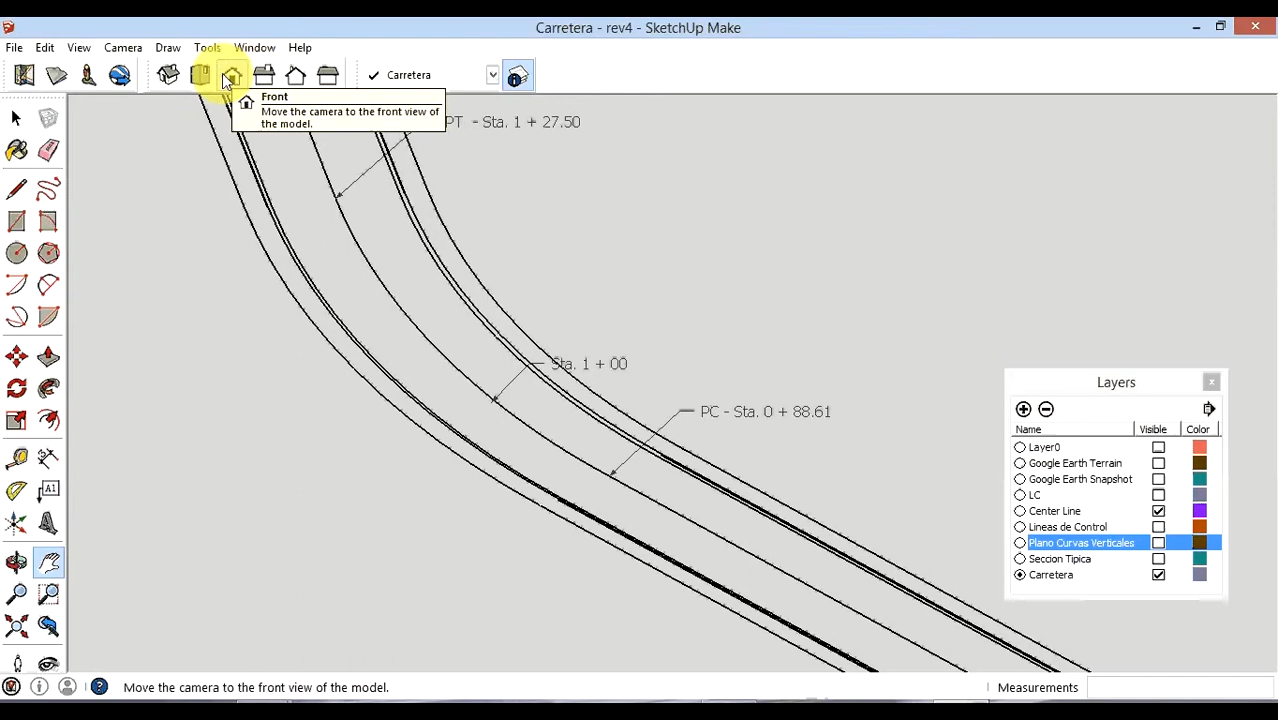 Carretera - rev4 - SketchUp Make
File Edit View Camera Draw Tools Window Help
Carretera
Front
Move the camera to the front view of
the model.
PT - Sta. 1 + 27.50
Sta. 1 + 00
PC - Sta. 0 + 88.61
A1
Layers
Name Visible Color
Layer0
Google Earth Terrain
Google Earth Snapshot
LC
Center Line
Lineas de Control
Plano Curvas Verticales
Seccion Tipica
Carretera
Move the camera to the front view of the model.
Measurements